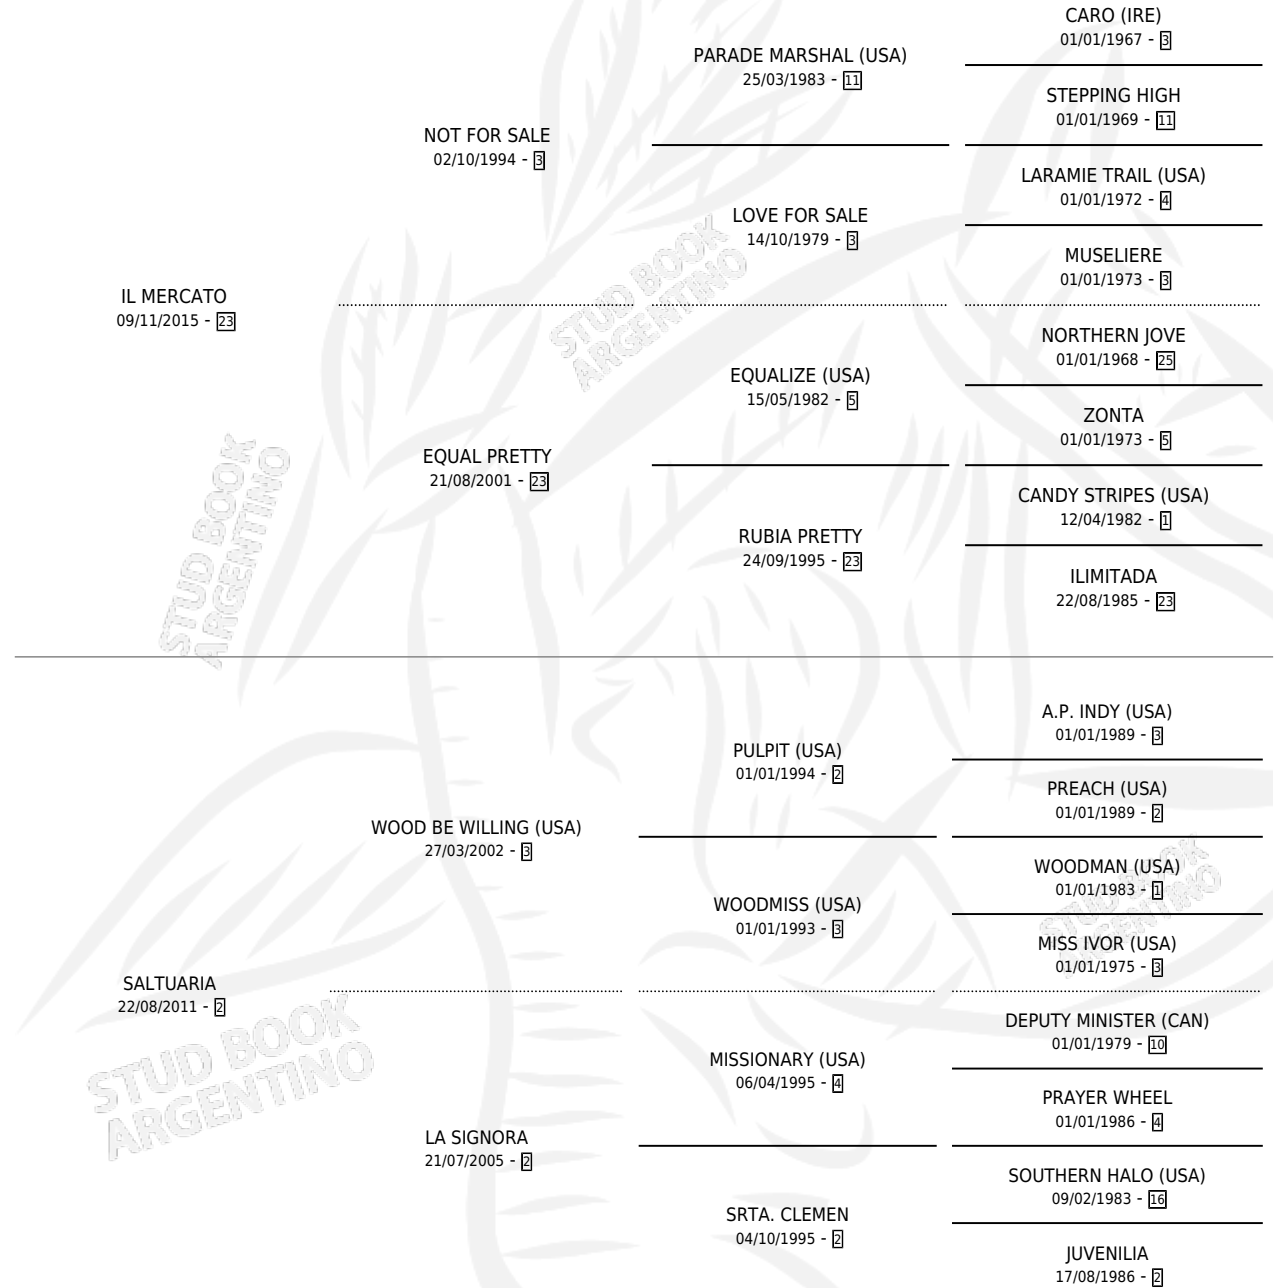 CARO (IRE)
01/01/1967 - 3
PARADE MARSHAL (USA)
25/03/1983 - 11
STEPPING HIGH
01/01/1969 - 11
NOT FOR SALE
02/10/1994 - 3
LARAMIE TRAIL (USA)
01/01/1972 - 4
LOVE FOR SALE
14/10/1979 - 3
MUSELIERE
01/01/1973 - 3
IL MERCATO
09/11/2015 - 23
NORTHERN JOVE
01/01/1968 - 25
EQUALIZE (USA)
15/05/1982 - 5
ZONTA
01/01/1973 - 5
EQUAL PRETTY
21/08/2001 - 23
CANDY STRIPES (USA)
12/04/1982 - 1
RUBIA PRETTY
24/09/1995 - 23
ILIMITADA
22/08/1985 - 23
A.P. INDY (USA)
01/01/1989 - 3
PULPIT (USA)
01/01/1994 - 2
PREACH (USA)
01/01/1989 - 2
WOOD BE WILLING (USA)
27/03/2002 - 3
WOODMAN (USA)
01/01/1983 - 1
WOODMISS (USA)
01/01/1993 - 3
MISS IVOR (USA)
01/01/1975 - 3
SALTUARIA
22/08/2011 - 2
DEPUTY MINISTER (CAN)
01/01/1979 - 10
MISSIONARY (USA)
06/04/1995 - 4
PRAYER WHEEL
01/01/1986 - 4
LA SIGNORA
21/07/2005 - 2
SOUTHERN HALO (USA)
09/02/1983 - 16
SRTA. CLEMEN
04/10/1995 - 2
JUVENILIA
17/08/1986 - 2
STUD BOOK
ARGENTINO
STUD BOOK
ARGENTINO
STUD BOOK
ARGENTINO
STUD BOOK
ARGENTINO